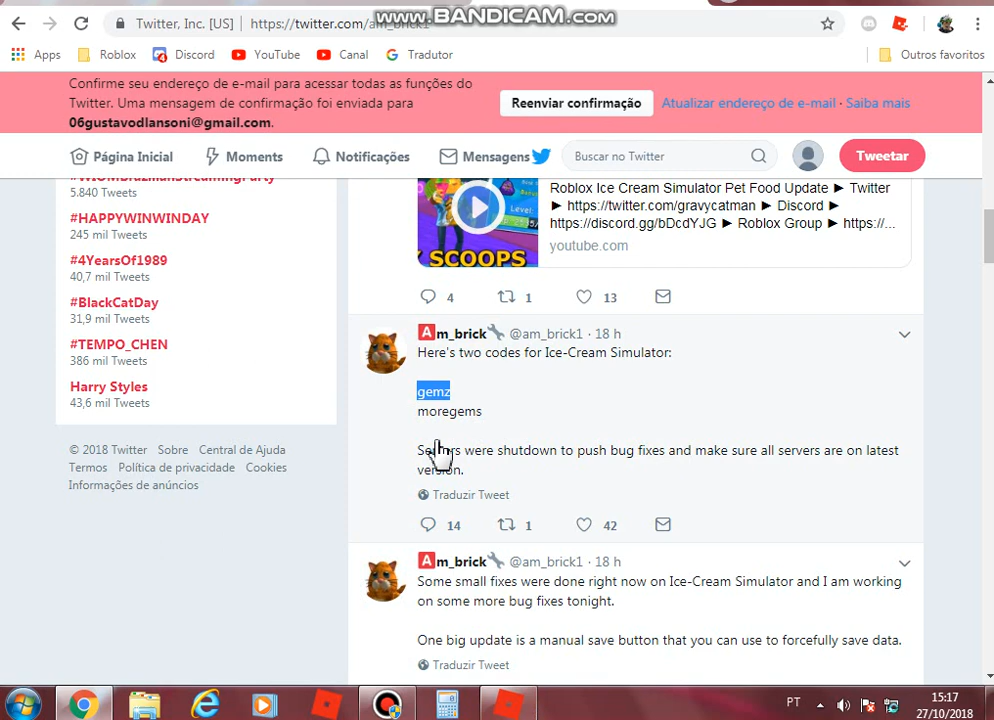 www.BANDICAM.com
Twitter, Inc. [US] | https://twitter.com/am_brick1
Apps Roblox Discord YouTube Canal Tradutor Outros favoritos
Confirme seu endereço de e-mail para acessar todas as funções do
Twitter. Uma mensagem de confirmação foi enviada para
06gustavodlansoni@gmail.com.
Reenviar confirmação
Atualizar endereço de e-mail · Saiba mais
Página Inicial Moments Notificações Mensagens Buscar no Twitter Tweetar
#WIOMBrazilianStreamingParty
5.840 Tweets
#HAPPYWINWINDAY
245 mil Tweets
#4YearsOf1989
40,7 mil Tweets
#BlackCatDay
31,9 mil Tweets
#TEMPO_CHEN
386 mil Tweets
Harry Styles
43,6 mil Tweets
© 2018 Twitter Sobre Central de Ajuda
Termos Política de privacidade Cookies
Informações de anúncios
Level
SCOOPS
Roblox Ice Cream Simulator Pet Food Update ► Twitter
► https://twitter.com/gravycatman ► Discord ►
https://discord.gg/bDcdYJG ► Roblox Group ► https://...
youtube.com
4 1 13
Am_brick @am_brick1 · 18 h
Here's two codes for Ice-Cream Simulator:
gemz
moregems
Servers were shutdown to push bug fixes and make sure all servers are on latest
version.
Traduzir Tweet
14 1 42
Am_brick @am_brick1 · 18 h
Some small fixes were done right now on Ice-Cream Simulator and I am working
on some more bug fixes tonight.
One big update is a manual save button that you can use to forcefully save data.
Traduzir Tweet
PT
15:17
27/10/2018